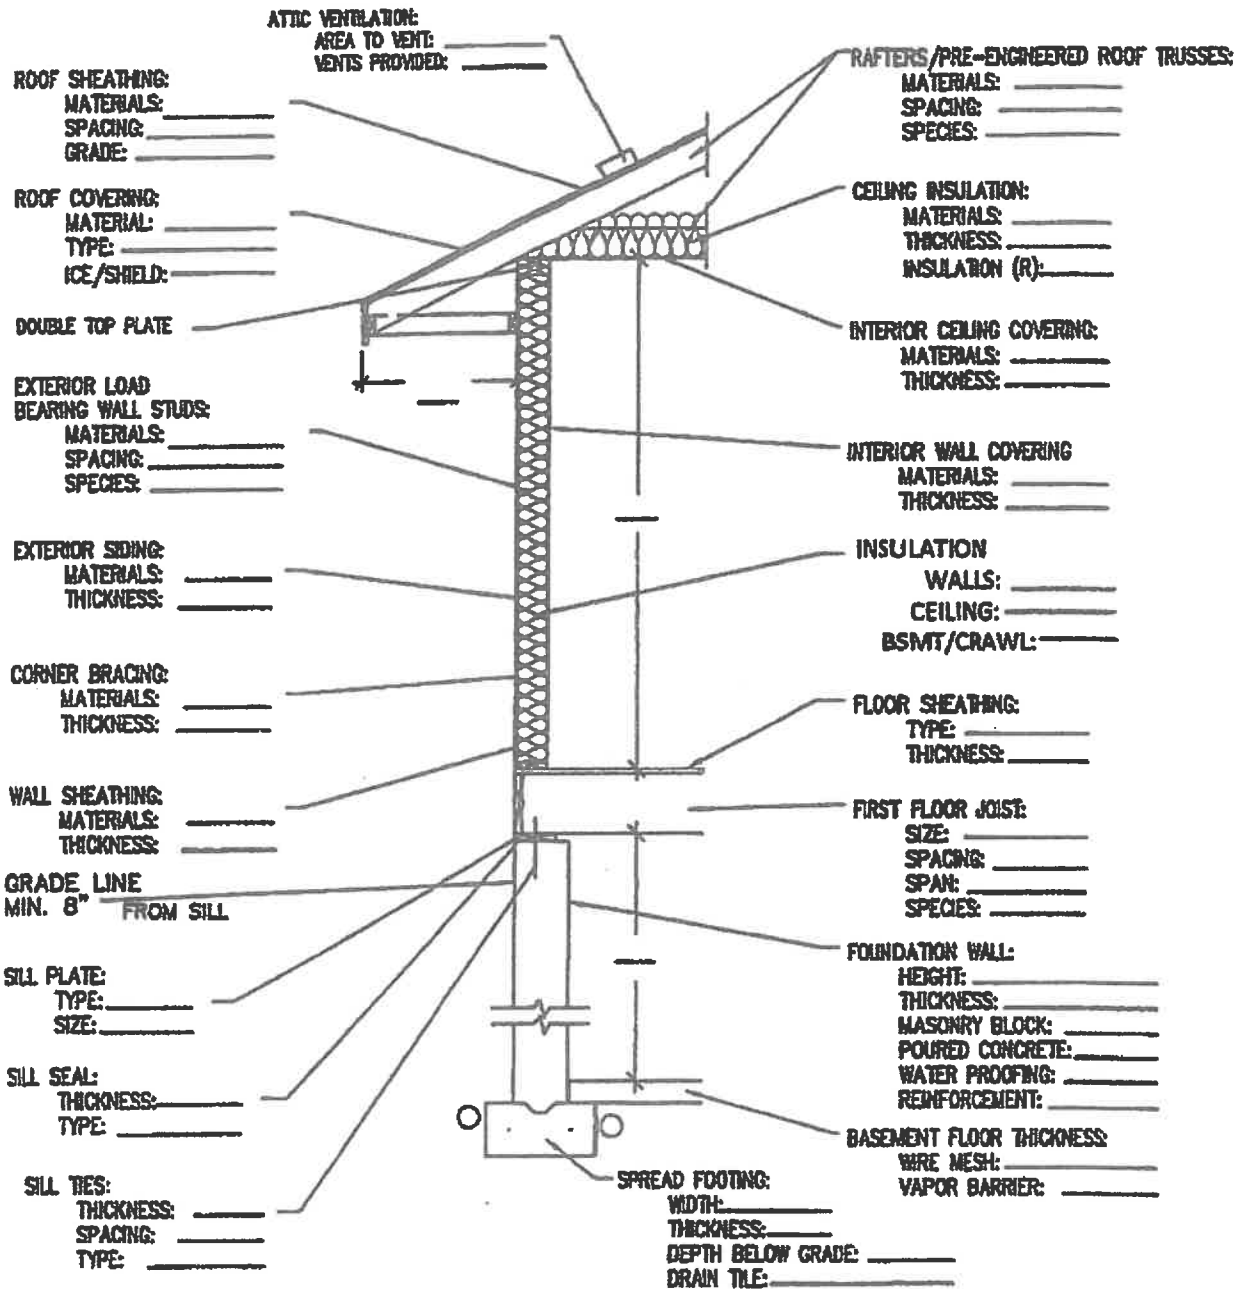 ATTIC VENTILATION:
AREA TO VENT:
VENTS PROVIDED:
ROOF SHEATHING:
MATERIALS:
SPACING:
GRADE:
ROOF COVERING:
MATERIAL:
TYPE:
ICE/SHIELD:
DOUBLE TOP PLATE
EXTERIOR LOAD
BEARING WALL STUDS:
MATERIALS:
SPACING:
SPECIES:
EXTERIOR SIDING:
MATERIALS:
THICKNESS:
CORNER BRACING:
MATERIALS:
THICKNESS:
WALL SHEATHING:
MATERIALS:
THICKNESS:
GRADE LINE
MIN. 8" FROM SILL
SILL PLATE:
TYPE:
SIZE:
SILL SEAL:
THICKNESS:
TYPE:
SILL TIES:
THICKNESS:
SPACING:
TYPE:
RAFTERS/PRE-ENGINEERED ROOF TRUSSES:
MATERIALS:
SPACING:
SPECIES:
CEILING INSULATION:
MATERIALS:
THICKNESS:
INSULATION (R):
INTERIOR CEILING COVERING:
MATERIALS:
THICKNESS:
INTERIOR WALL COVERING
MATERIALS:
THICKNESS:
INSULATION
WALLS:
CEILING:
BSMT/CRAWL:
FLOOR SHEATHING:
TYPE:
THICKNESS:
FIRST FLOOR JOIST:
SIZE:
SPACING:
SPAN:
SPECIES:
FOUNDATION WALL:
HEIGHT:
THICKNESS:
MASONRY BLOCK:
POURED CONCRETE:
WATER PROOFING:
REINFORCEMENT:
BASEMENT FLOOR THICKNESS:
WIRE MESH:
VAPOR BARRIER:
SPREAD FOOTING:
WIDTH:
THICKNESS:
DEPTH BELOW GRADE:
DRAIN TILE: